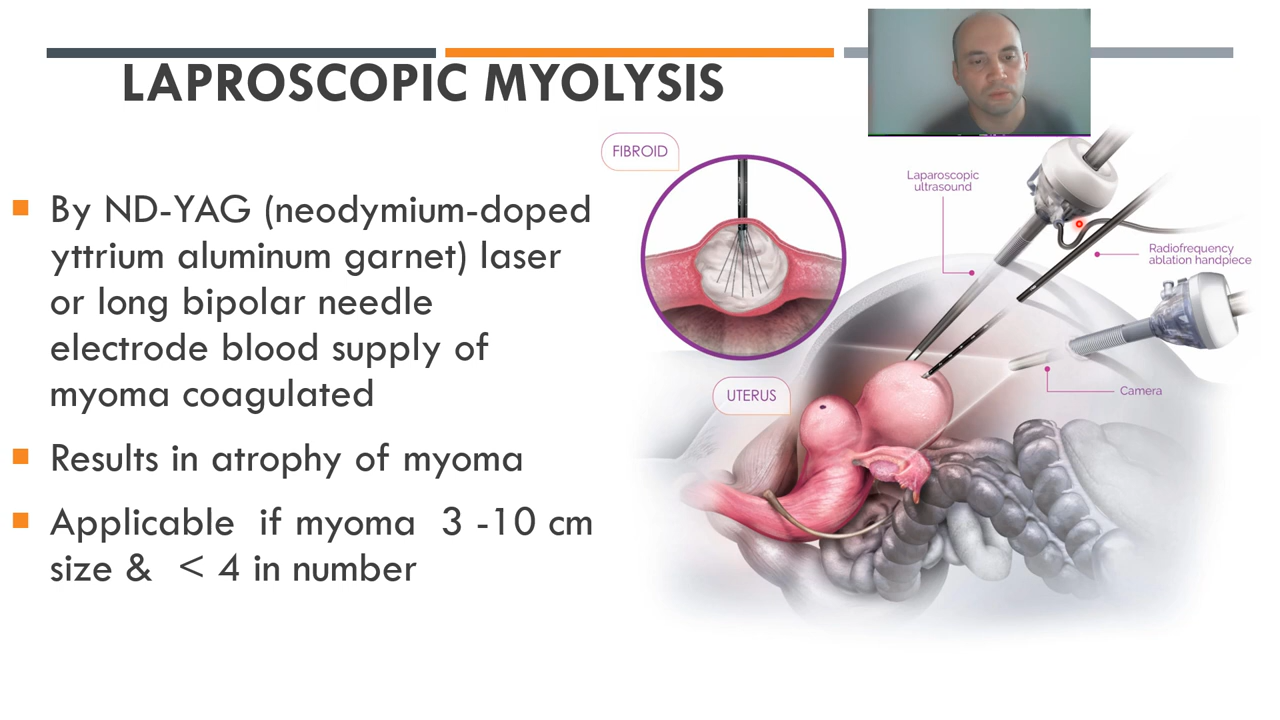 LAPROSCOPIC MYOLYSIS
By ND-YAG (neodymium-doped
yttrium aluminum garnet) laser
or long bipolar needle
electrode blood supply of
myoma coagulated
Results in atrophy of myoma
Applicable if myoma 3 -10 cm
size & < 4 in number
FIBROID
UTERUS
Laparoscopic
ultrasound
Radiofrequency
ablation handpiece
Camera